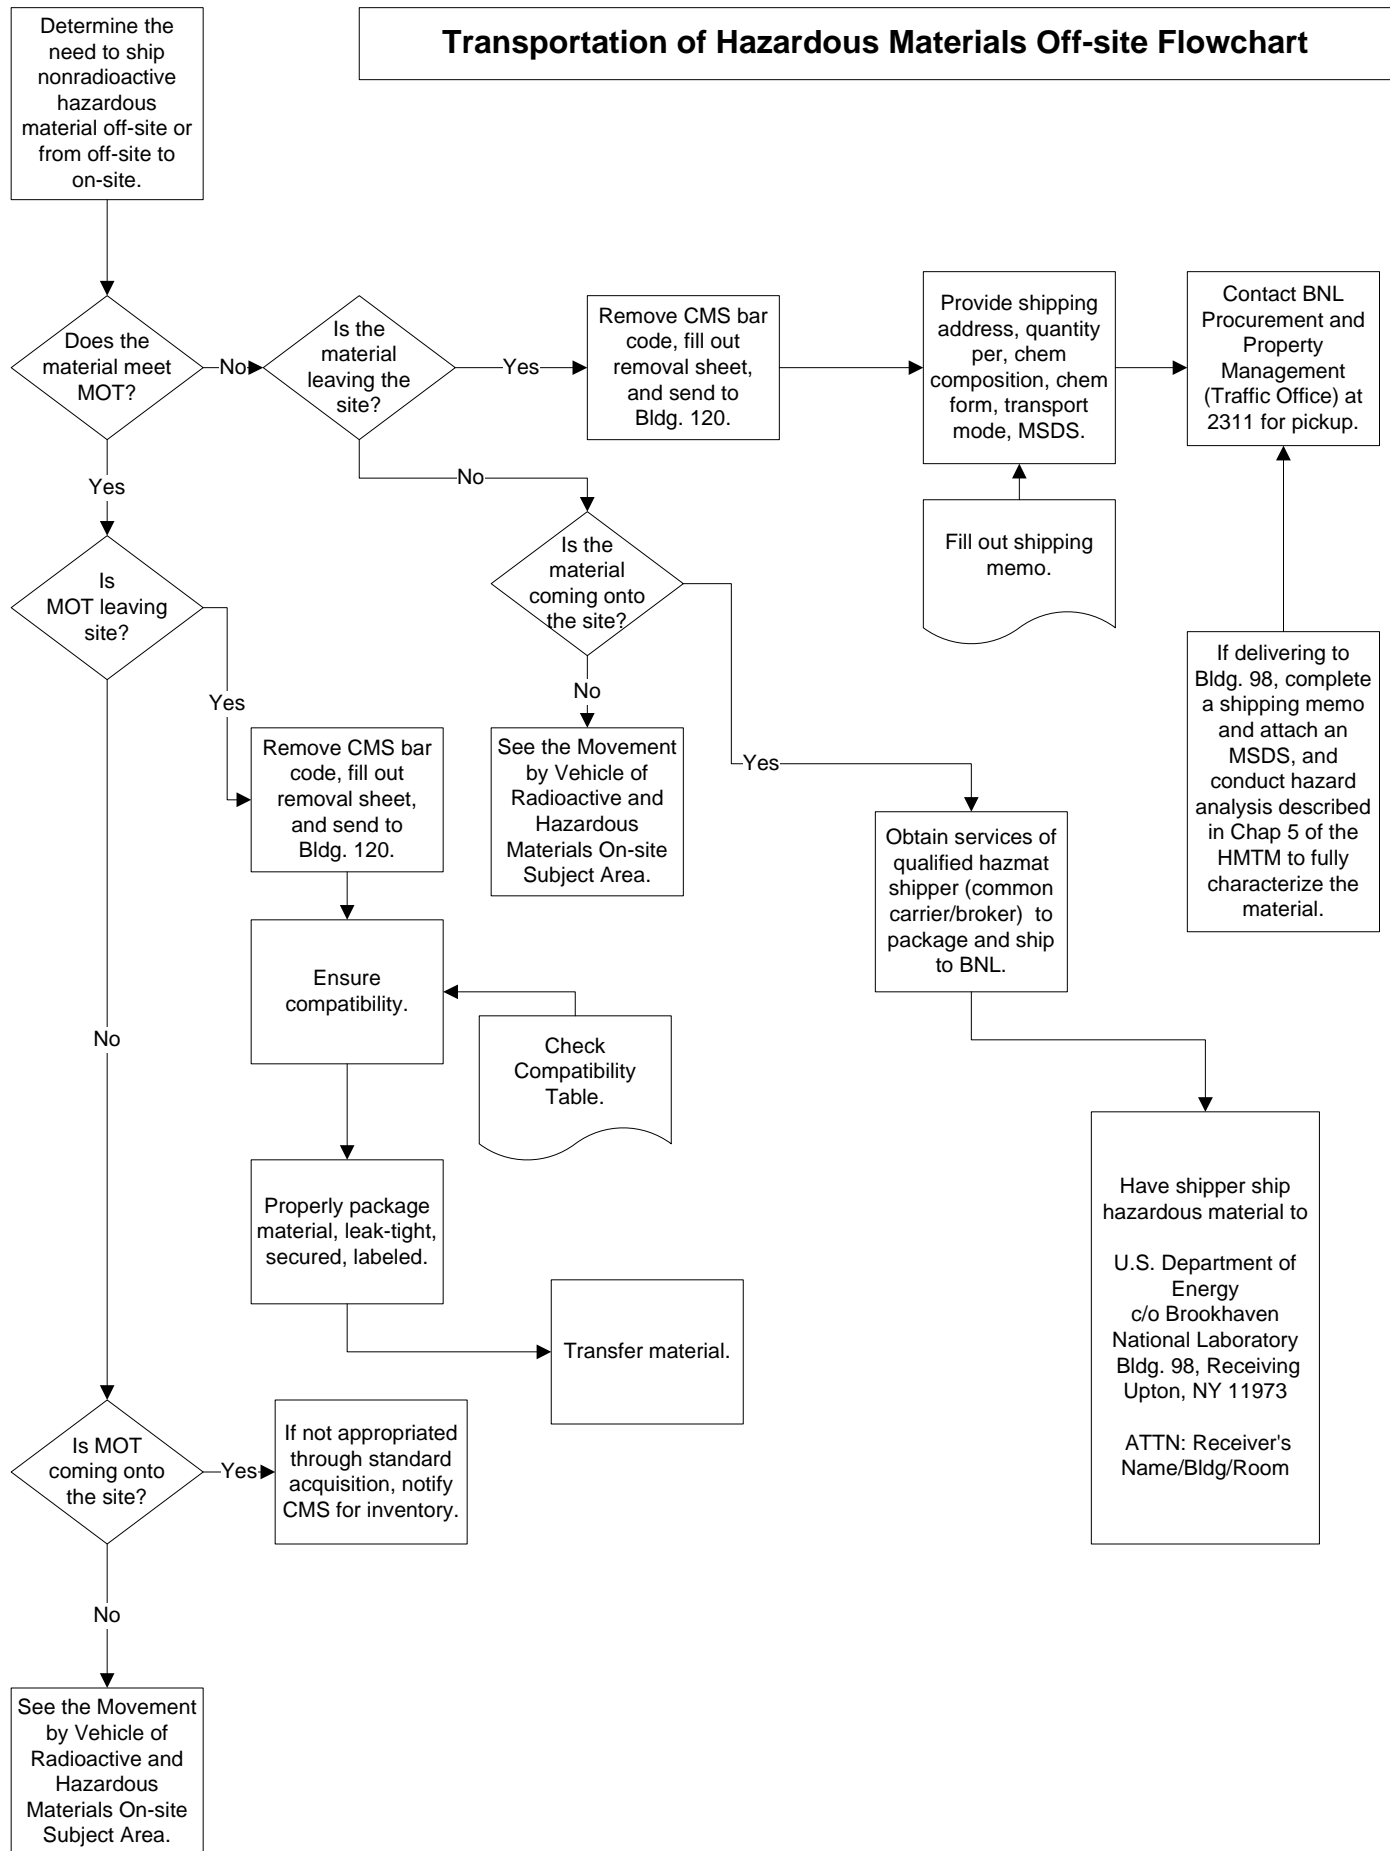 Transportation of Hazardous Materials Off-site Flowchart
Determine the
need to ship
nonradioactive
hazardous
material off-site or
from off-site to
on-site.
Does the
material meet
MOT?
No
Is the
material
leaving the
site?
Yes
Remove CMS bar
code, fill out
removal sheet,
and send to
Bldg. 120.
Provide shipping
address, quantity
per, chem
composition, chem
form, transport
mode, MSDS.
Contact BNL
Procurement and
Property
Management
(Traffic Office) at
2311 for pickup.
Yes
No
Fill out shipping
memo.
Is
MOT leaving
site?
Is the
material
coming onto
the site?
If delivering to
Bldg. 98, complete
a shipping memo
and attach an
MSDS, and
conduct hazard
analysis described
in Chap 5 of the
HMTM to fully
characterize the
material.
Yes
No
Yes
Remove CMS bar
code, fill out
removal sheet,
and send to
Bldg. 120.
See the Movement
by Vehicle of
Radioactive and
Hazardous
Materials On-site
Subject Area.
Obtain services of
qualified hazmat
shipper (common
carrier/broker) to
package and ship
to BNL.
Ensure
compatibility.
No
Check
Compatibility
Table.
Properly package
material, leak-tight,
secured, labeled.
Transfer material.
Have shipper ship
hazardous material to
U.S. Department of
Energy
c/o Brookhaven
National Laboratory
Bldg. 98, Receiving
Upton, NY 11973
ATTN: Receiver's
Name/Bldg/Room
Is MOT
coming onto
the site?
Yes
If not appropriated
through standard
acquisition, notify
CMS for inventory.
No
See the Movement
by Vehicle of
Radioactive and
Hazardous
Materials On-site
Subject Area.